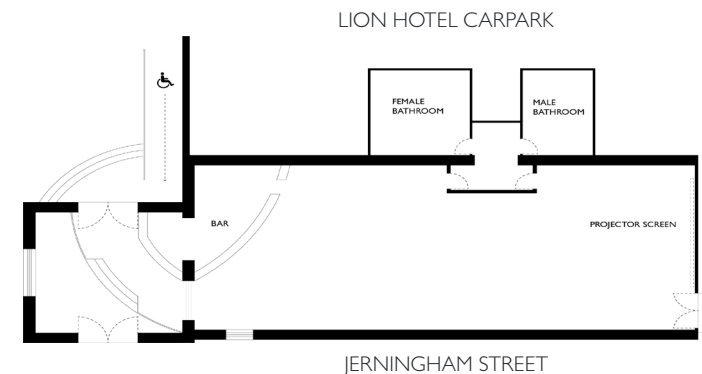 LION HOTEL CARPARK
FEMALE
BATHROOM
MALE
BATHROOM
BAR
PROJECTOR SCREEN
JERNINGHAM STREET